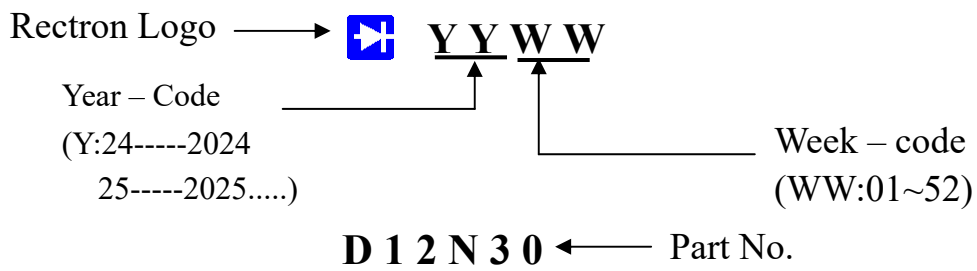 Rectron Logo Y Y W W
Year – Code
(Y:24-----2024
25-----2025.....)
Week – code
(WW:01~52)
D 1 2 N 3 0 Part No.